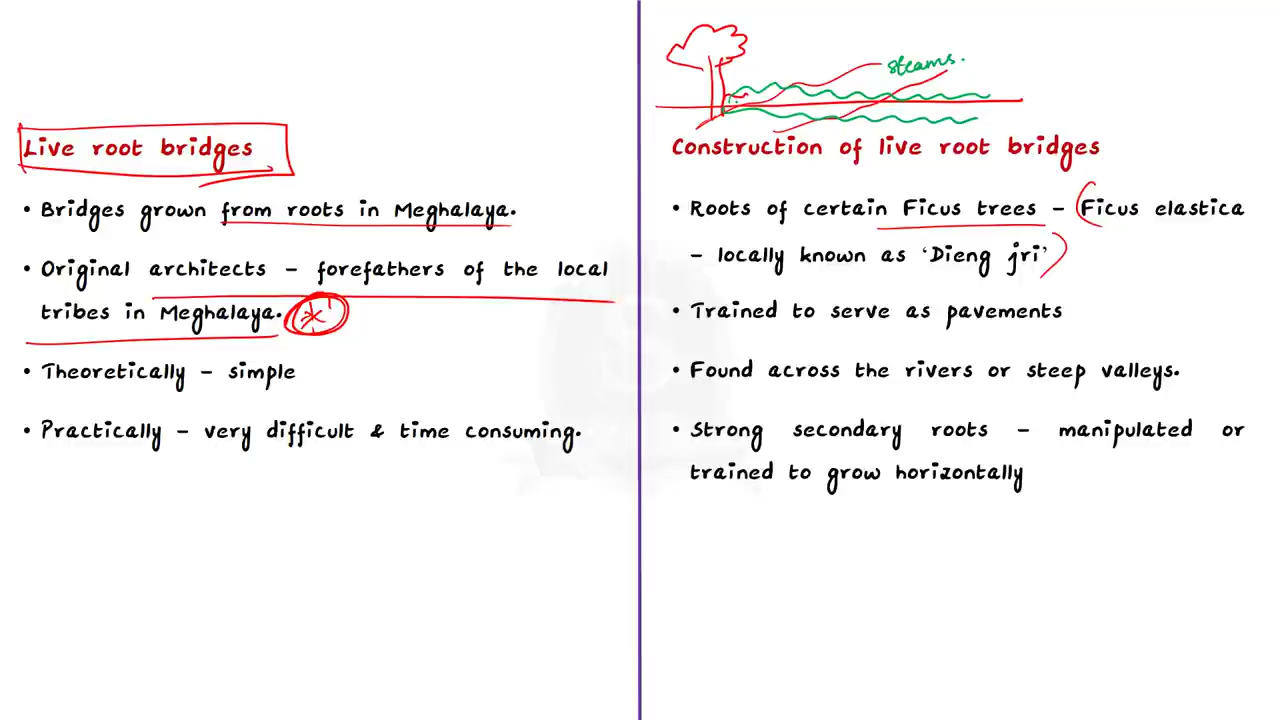 Live root bridges
• Bridges grown from roots in Meghalaya.
• Original architects - forefathers of the local
tribes in Meghalaya.
• Theoretically - simple
• Practically - very difficult & time consuming.
steams.
Construction of live root bridges
• Roots of certain Ficus trees - (Ficus elastica
- locally known as 'Dieng jri')
• Trained to serve as pavements
• Found across the rivers or steep valleys.
• Strong secondary roots - manipulated or
trained to grow horizontally